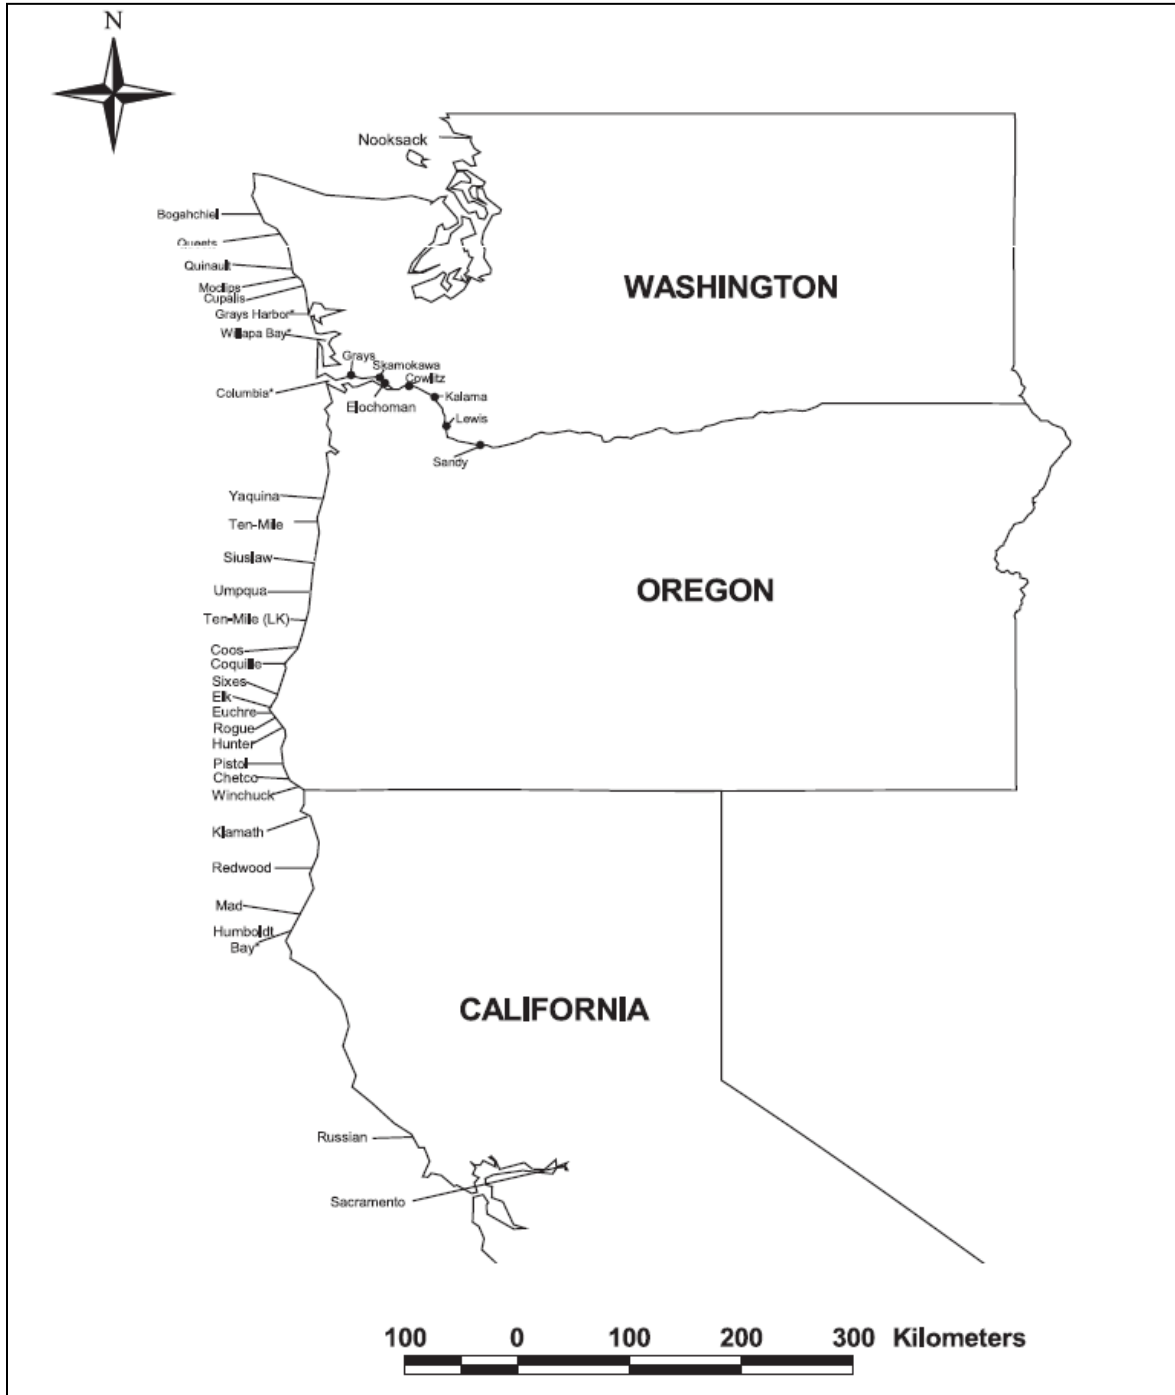 N
Nooksack
Bogahchiel
Queets
Quinault
Moclips
Cupalis
WASHINGTON
Grays Harbor*
Willapa Bay*
Grays
Skamokawa
Cowlitz
Columbia*
Elochoman
Kalama
Lewis
Sandy
Yaquina
Ten-Mile
Siuslaw
Umpqua
OREGON
Ten-Mile (LK)
Coos
Coquille
Sixes
Elk
Euchre
Rogue
Hunter
Pistol
Chetco
Winchuck
Klamath
Redwood
Mad
Humboldt
Bay*
CALIFORNIA
Russian
Sacramento
100 0 100 200 300 Kilometers